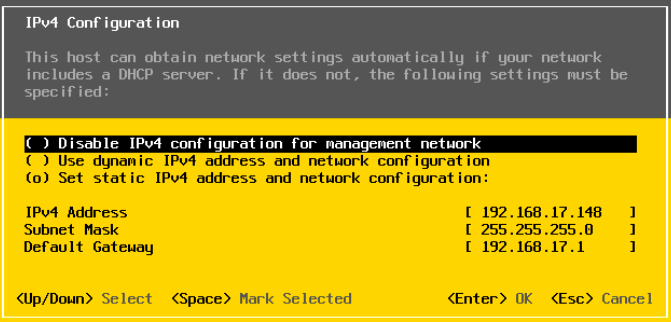 IPv4 Configuration
This host can obtain network settings automatically if your network
includes a DHCP server. If it does not, the following settings must be
specified:
( ) Disable IPv4 configuration for management network
( ) Use dynamic IPv4 address and network configuration
(o) Set static IPv4 address and network configuration:
IPv4 Address [ 192.168.17.148 ]
Subnet Mask [ 255.255.255.0 ]
Default Gateway [ 192.168.17.1 ]
<Up/Down> Select <Space> Mark Selected <Enter> OK <Esc> Cancel